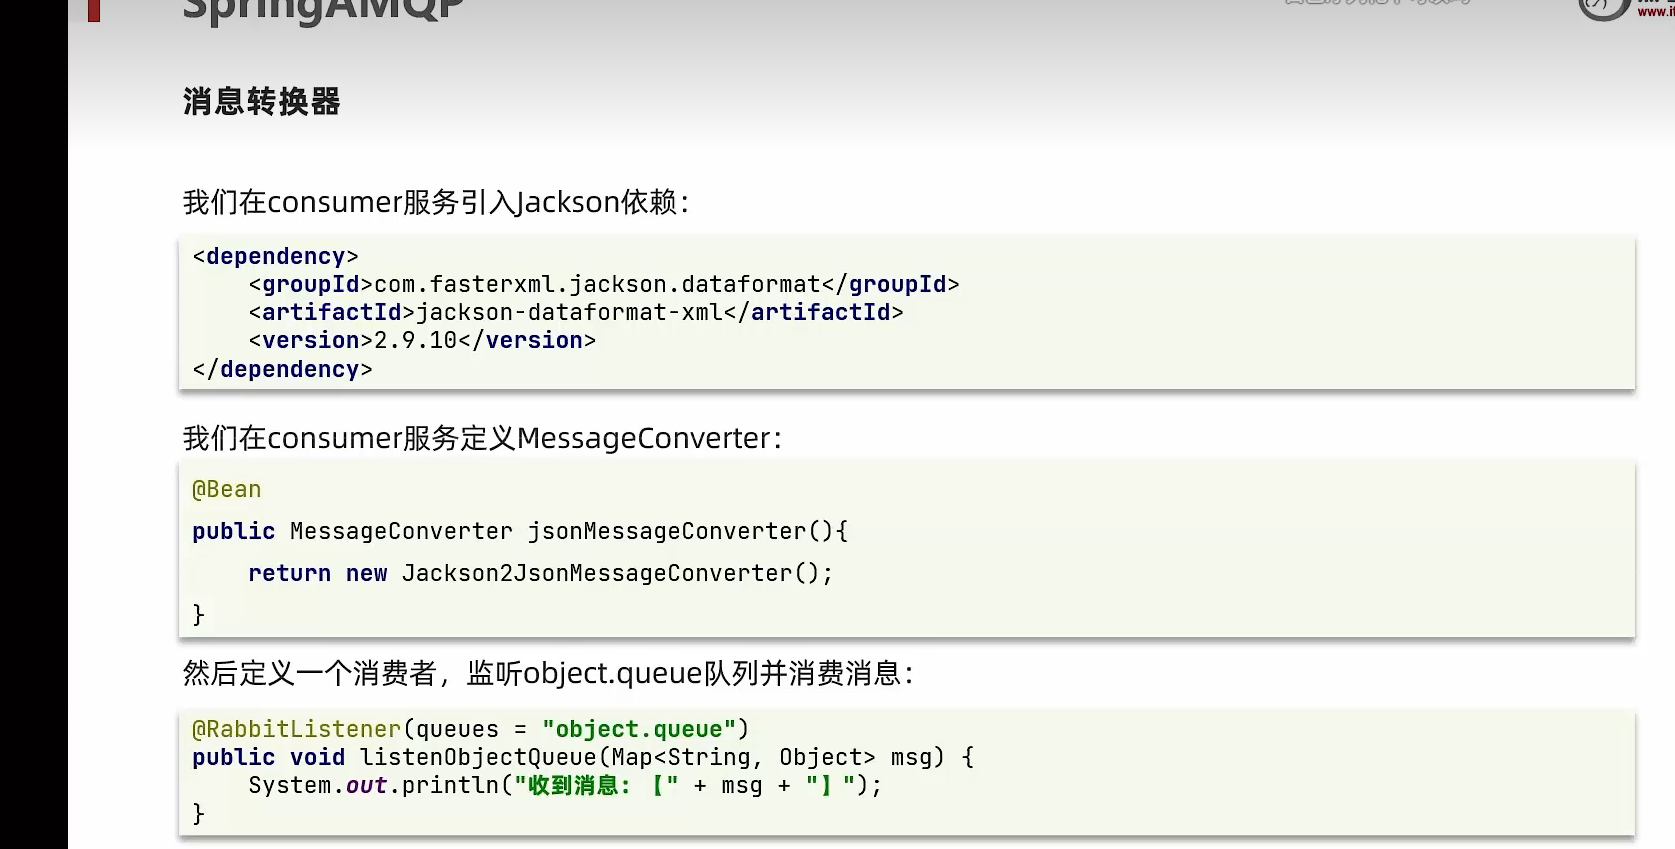 SpringAMQP
消息转换器
我们在consumer服务引入Jackson依赖：
<dependency>
    <groupId>com.fasterxml.jackson.dataformat</groupId>
    <artifactId>jackson-dataformat-xml</artifactId>
    <version>2.9.10</version>
</dependency>
我们在consumer服务定义MessageConverter：
@Bean
public MessageConverter jsonMessageConverter(){
    return new Jackson2JsonMessageConverter();
}
然后定义一个消费者，监听object.queue队列并消费消息：
@RabbitListener(queues = "object.queue")
public void listenObjectQueue(Map<String, Object> msg) {
    System.out.println("收到消息：【" + msg + "】");
}